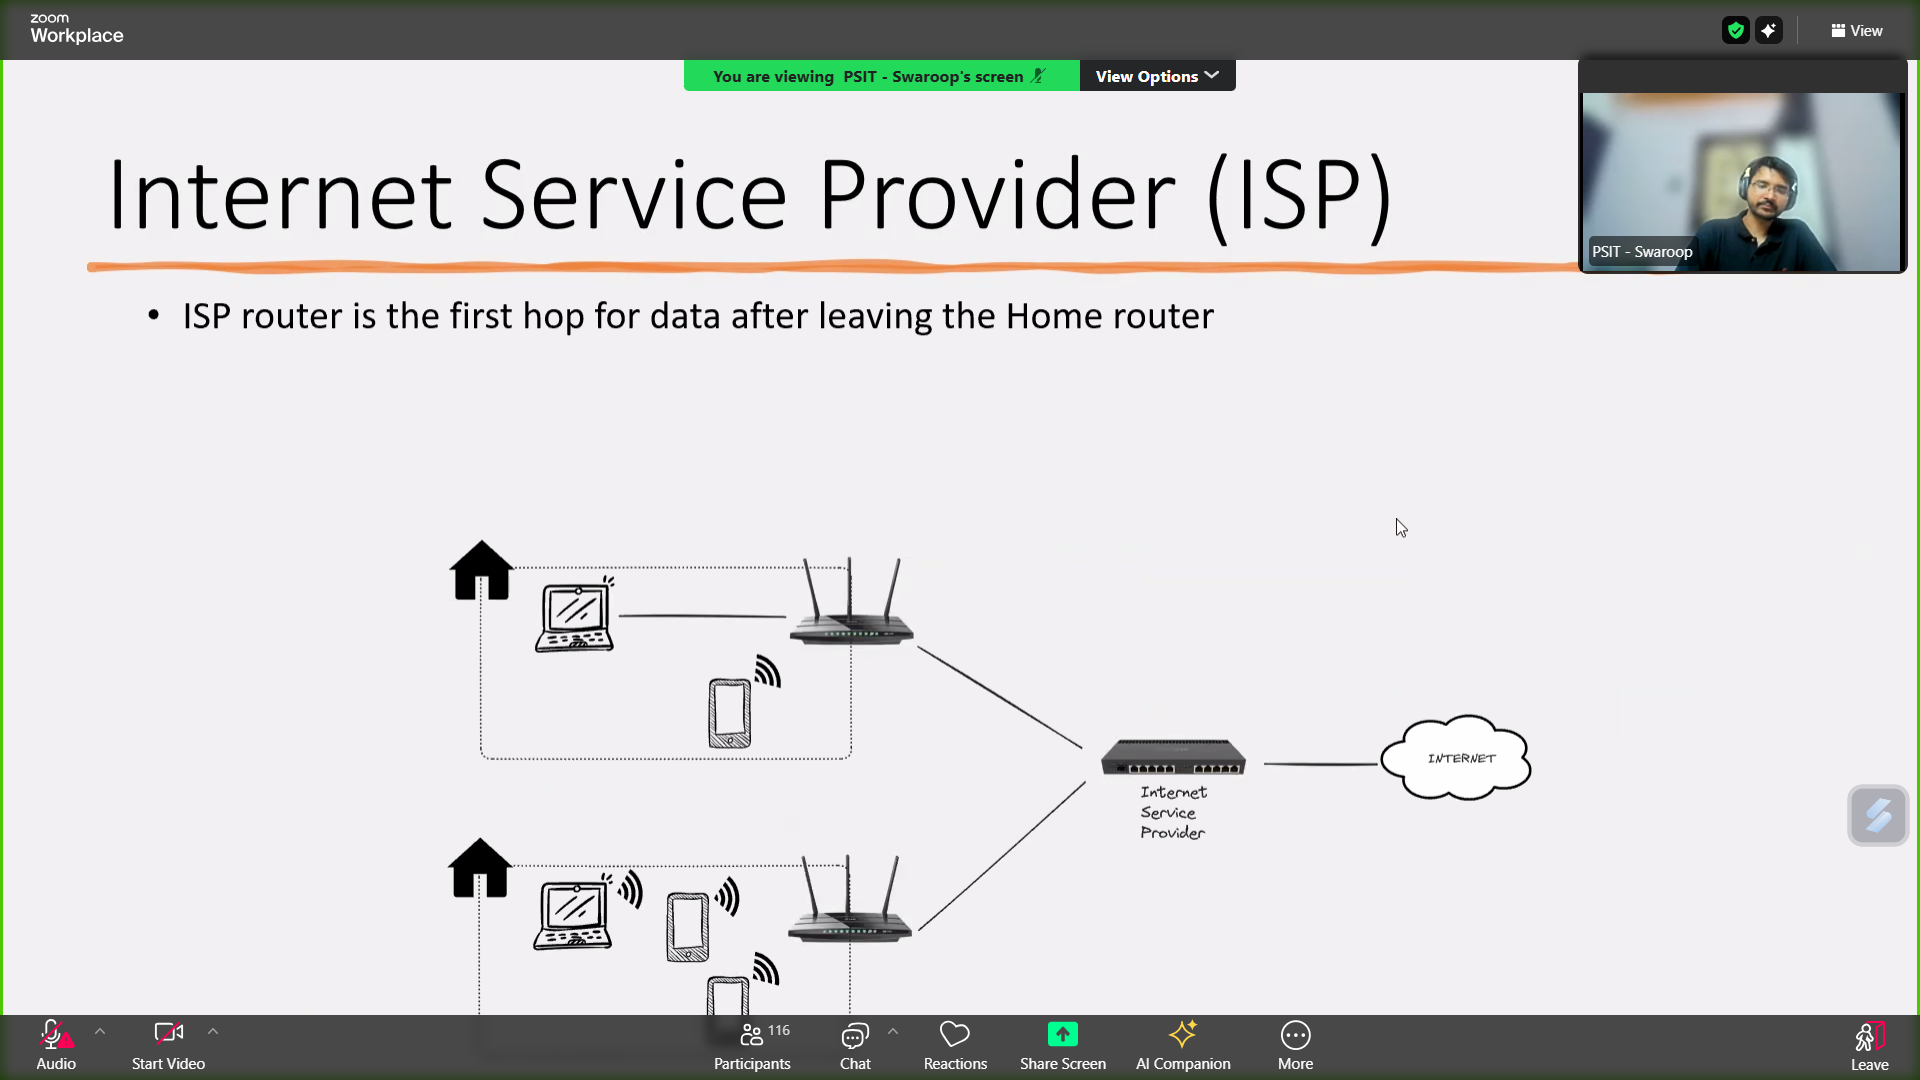 zoom
Workplace
View
You are viewing PSIT - Swaroop's screen
View Options
Internet Service Provider (ISP)
PSIT - Swaroop
• ISP router is the first hop for data after leaving the Home router
INTERNET
Internet
Service
Provider
116
Audio
Start Video
Participants
Chat
Reactions
Share Screen
AI Companion
More
Leave